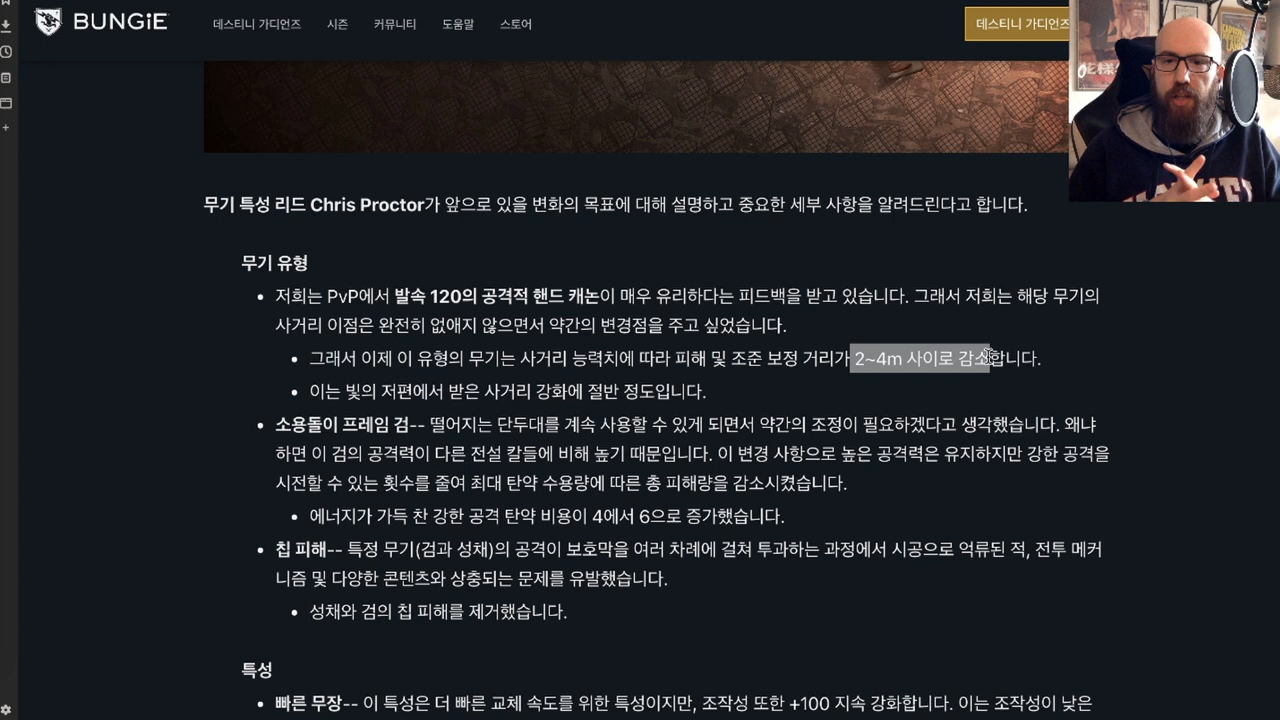 BUNGiE
데스티니 가디언즈 시즌 커뮤니티 도움말 스토어
데스티니 가디언즈
무기 특성 리드 Chris Proctor가 앞으로 있을 변화의 목표에 대해 설명하고 중요한 세부 사항을 알려드린다고 합니다.
무기 유형
저희는 PvP에서 발속 120의 공격적 핸드 캐논이 매우 유리하다는 피드백을 받고 있습니다. 그래서 저희는 해당 무기의
사거리 이점은 완전히 없애지 않으면서 약간의 변경점을 주고 싶었습니다.
그래서 이제 이 유형의 무기는 사거리 능력치에 따라 피해 및 조준 보정 거리가 2~4m 사이로 감소합니다.
이는 빛의 저편에서 받은 사거리 강화에 절반 정도입니다.
소용돌이 프레임 검-- 떨어지는 단두대를 계속 사용할 수 있게 되면서 약간의 조정이 필요하겠다고 생각했습니다. 왜냐
하면 이 검의 공격력이 다른 전설 칼들에 비해 높기 때문입니다. 이 변경 사항으로 높은 공격력은 유지하지만 강한 공격을
시전할 수 있는 횟수를 줄여 최대 탄약 수용량에 따른 총 피해량을 감소시켰습니다.
에너지가 가득 찬 강한 공격 탄약 비용이 4에서 6으로 증가했습니다.
칩 피해-- 특정 무기(검과 성채)의 공격이 보호막을 여러 차례에 걸쳐 투과하는 과정에서 시공으로 억류된 적, 전투 메커
니즘 및 다양한 콘텐츠와 상충되는 문제를 유발했습니다.
성채와 검의 칩 피해를 제거했습니다.
특성
빠른 무장-- 이 특성은 더 빠른 교체 속도를 위한 특성이지만, 조작성 또한 +100 지속 강화합니다. 이는 조작성이 낮은